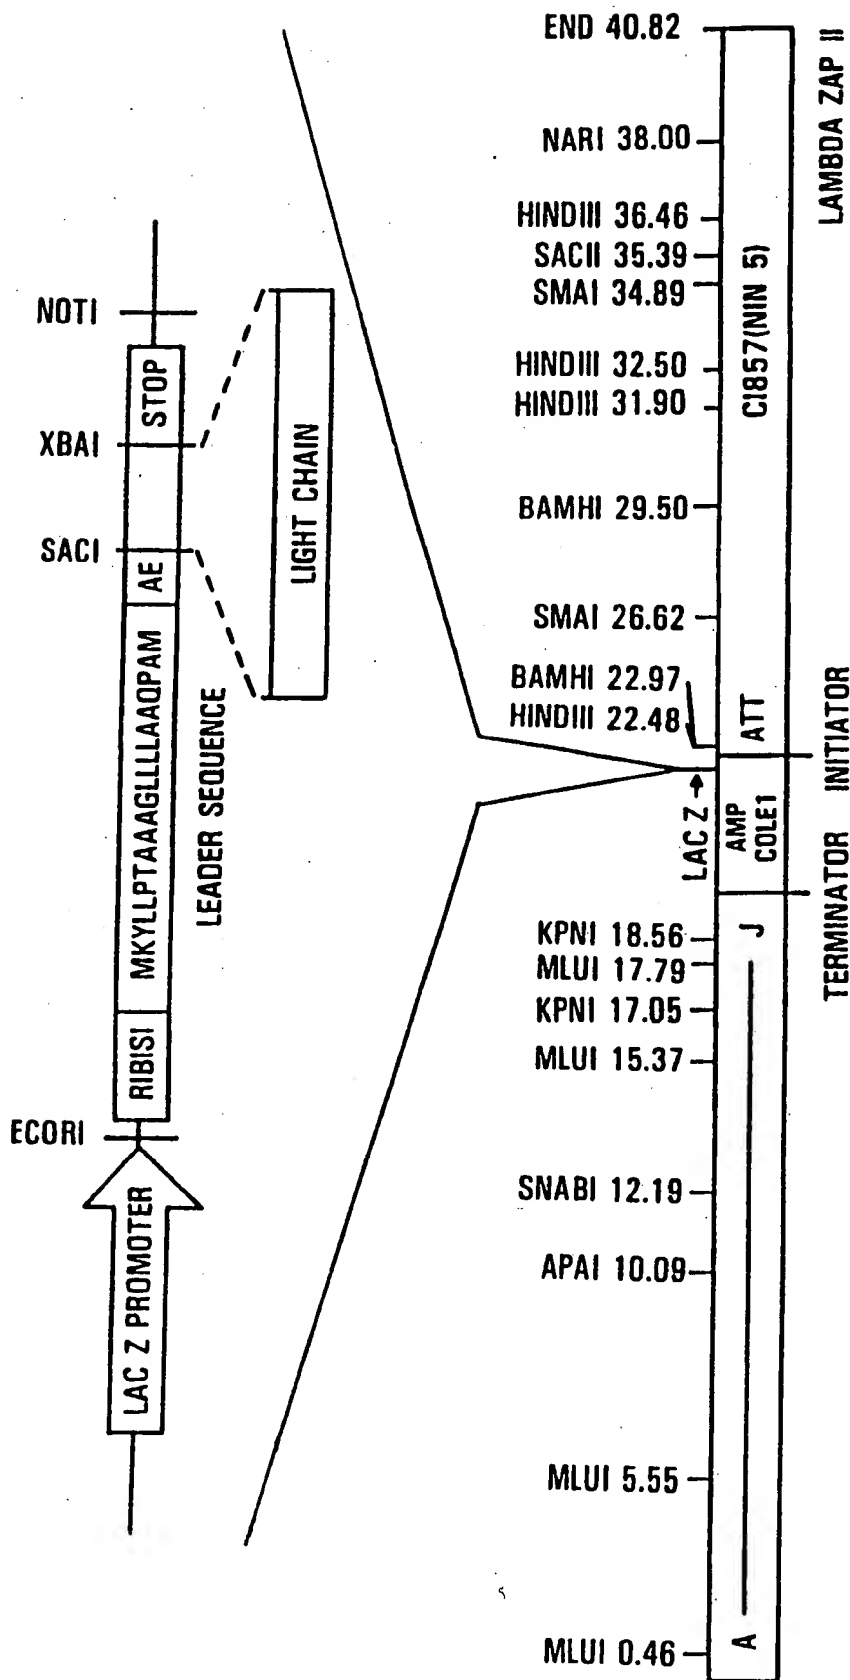 NOTI
XBAI
SACI
ECORI
STOP
AE
MKYLLPTAAAGLLLLAAQPAM
RIBISI
LAC Z PROMOTER
LEADER SEQUENCE
LIGHT CHAIN
END 40.82
NARI 38.00
HINDIII 36.46
SACII 35.39
SMAI 34.89
HINDIII 32.50
HINDIII 31.90
BAMHI 29.50
SMAI 26.62
BAMHI 22.97
HINDIII 22.48
LAC Z
KPNI 18.56
MLUI 17.79
KPNI 17.05
MLUI 15.37
SNABI 12.19
APAI 10.09
MLUI 5.55
MLUI 0.46
CI857(NIN 5)
ATT
AMP
COLE1
J
A
LAMBDA ZAP II
INITIATOR
TERMINATOR